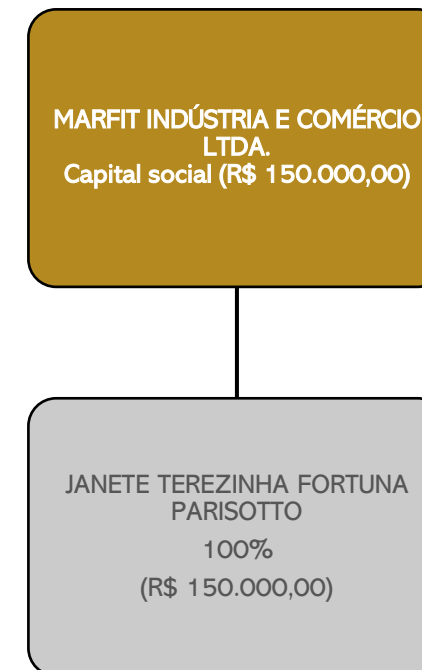 MARFIT INDÚSTRIA E COMÉRCIO
LTDA.
Capital social (R$ 150.000,00)
JANETE TEREZINHA FORTUNA
PARISOTTO
100%
(R$ 150.000,00)